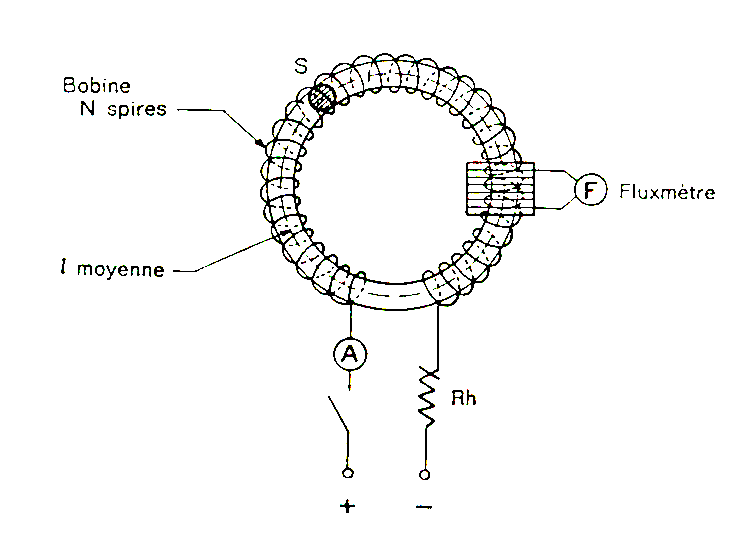 S
Bobine
N spires
F Fluxmètre
l moyenne
A
Rh
+ −